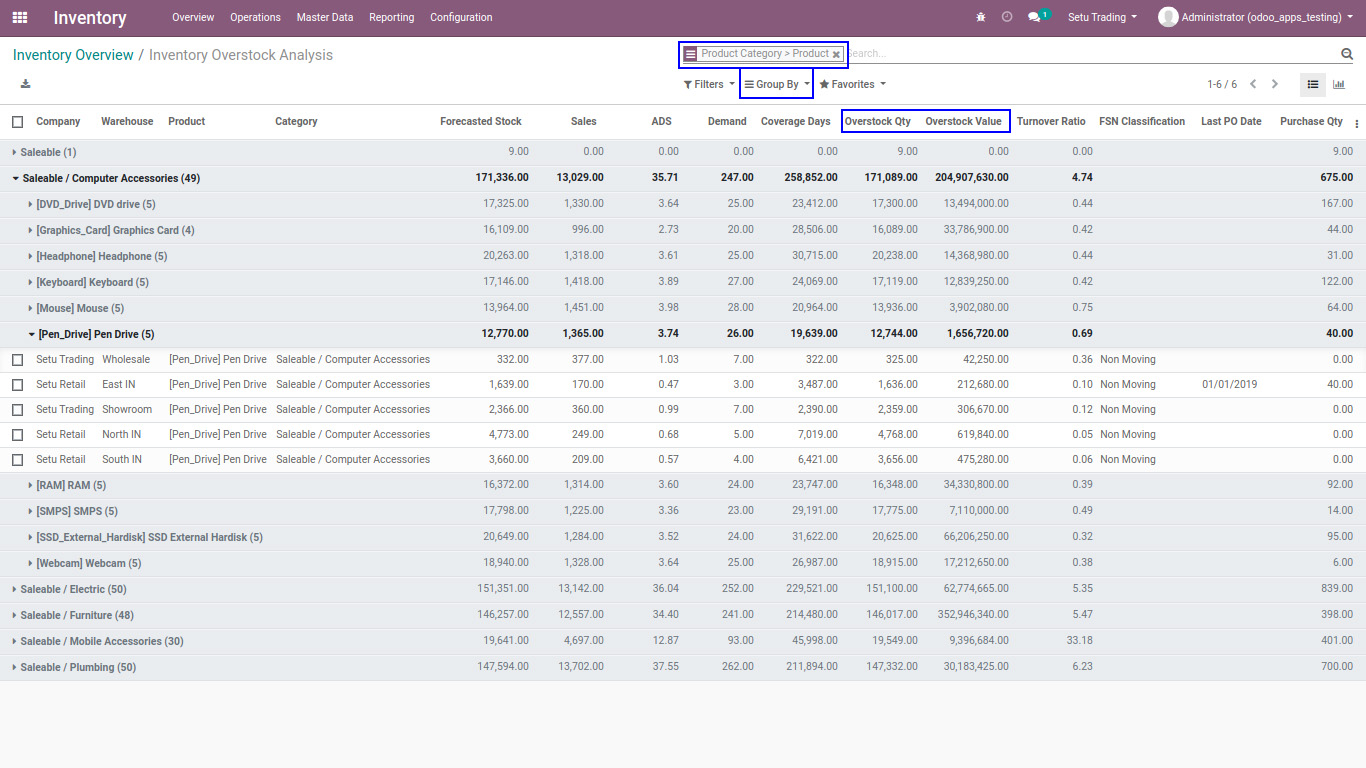 Inventory Overview Operations Master Data Reporting Configuration 1 Setu Trading Administrator (odoo_apps_testing)
Inventory Overview / Inventory Overstock Analysis Product Category > Product × Search...
Filters Group By Favorites 1-6 / 6
Company Warehouse Product Category Forecasted Stock Sales ADS Demand Coverage Days Overstock Qty Overstock Value Turnover Ratio FSN Classification Last PO Date Purchase Qty
Saleable (1) 9.00 0.00 0.00 0.00 0.00 9.00 0.00 0.00 9.00
Saleable / Computer Accessories (49) 171,336.00 13,029.00 35.71 247.00 258,852.00 171,089.00 204,907,630.00 4.74 675.00
[DVD_Drive] DVD drive (5) 17,325.00 1,330.00 3.64 25.00 23,412.00 17,300.00 13,494,000.00 0.44 167.00
[Graphics_Card] Graphics Card (4) 16,109.00 996.00 2.73 20.00 28,506.00 16,089.00 33,786,900.00 0.42 44.00
[Headphone] Headphone (5) 20,263.00 1,318.00 3.61 25.00 30,715.00 20,238.00 14,368,980.00 0.44 31.00
[Keyboard] Keyboard (5) 17,146.00 1,418.00 3.89 27.00 24,069.00 17,119.00 12,839,250.00 0.42 122.00
[Mouse] Mouse (5) 13,964.00 1,451.00 3.98 28.00 20,964.00 13,936.00 3,902,080.00 0.75 64.00
[Pen_Drive] Pen Drive (5) 12,770.00 1,365.00 3.74 26.00 19,639.00 12,744.00 1,656,720.00 0.69 40.00
Setu Trading Wholesale [Pen_Drive] Pen Drive Saleable / Computer Accessories 332.00 377.00 1.03 7.00 322.00 325.00 42,250.00 0.36 Non Moving 0.00
Setu Retail East IN [Pen_Drive] Pen Drive Saleable / Computer Accessories 1,639.00 170.00 0.47 3.00 3,487.00 1,636.00 212,680.00 0.10 Non Moving 01/01/2019 40.00
Setu Trading Showroom [Pen_Drive] Pen Drive Saleable / Computer Accessories 2,366.00 360.00 0.99 7.00 2,390.00 2,359.00 306,670.00 0.12 Non Moving 0.00
Setu Retail North IN [Pen_Drive] Pen Drive Saleable / Computer Accessories 4,773.00 249.00 0.68 5.00 7,019.00 4,768.00 619,840.00 0.05 Non Moving 0.00
Setu Retail South IN [Pen_Drive] Pen Drive Saleable / Computer Accessories 3,660.00 209.00 0.57 4.00 6,421.00 3,656.00 475,280.00 0.06 Non Moving 0.00
[RAM] RAM (5) 16,372.00 1,314.00 3.60 24.00 23,747.00 16,348.00 34,330,800.00 0.39 92.00
[SMPS] SMPS (5) 17,798.00 1,225.00 3.36 23.00 29,191.00 17,775.00 7,110,000.00 0.49 14.00
[SSD_External_Hardisk] SSD External Hardisk (5) 20,649.00 1,284.00 3.52 24.00 31,622.00 20,625.00 66,206,250.00 0.32 95.00
[Webcam] Webcam (5) 18,940.00 1,328.00 3.64 25.00 26,987.00 18,915.00 17,212,650.00 0.38 6.00
Saleable / Electric (50) 151,351.00 13,142.00 36.04 252.00 229,521.00 151,100.00 62,774,665.00 5.35 839.00
Saleable / Furniture (48) 146,257.00 12,557.00 34.40 241.00 214,480.00 146,017.00 352,946,340.00 5.47 398.00
Saleable / Mobile Accessories (30) 19,641.00 4,697.00 12.87 93.00 45,998.00 19,549.00 9,396,684.00 33.18 401.00
Saleable / Plumbing (50) 147,594.00 13,702.00 37.55 262.00 211,894.00 147,332.00 30,183,425.00 6.23 700.00